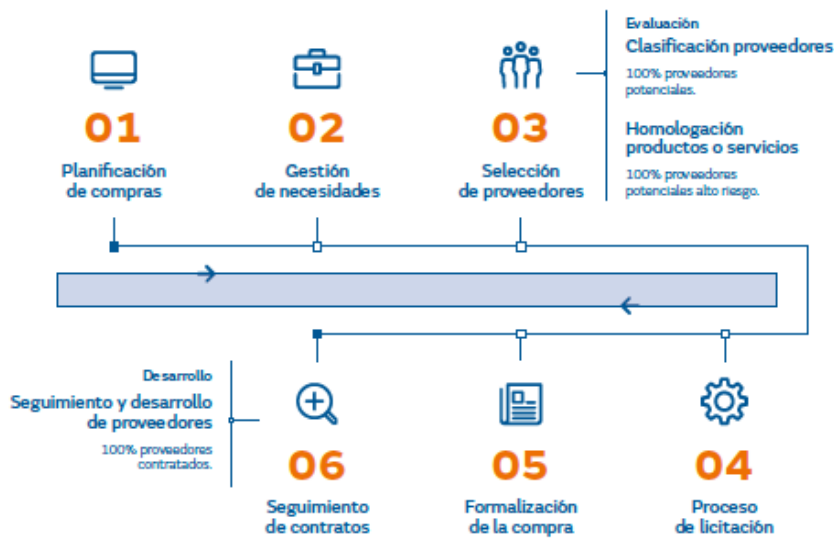 01
Planificación
de compras
02
Gestión
de necesidades
03
Selección
de proveedores
Evaluación
Clasificación proveedores
100% proveedores
potenciales.
Homologación
productos o servicios
100% proveedores
potenciales alto riesgo.
Desarrollo
Seguimiento y desarrollo
de proveedores
100% proveedores
contratados.
06
Seguimiento
de contratos
05
Formalización
de la compra
04
Proceso
de licitación